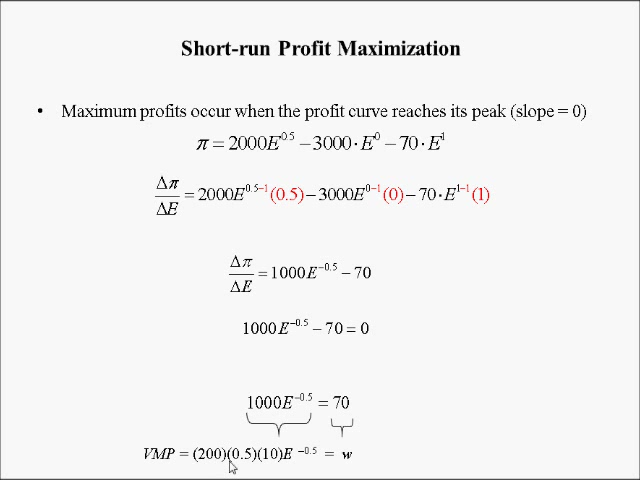 Short-run Profit Maximization
• Maximum profits occur when the profit curve reaches its peak (slope = 0)
π = 2000E^0.5 − 3000·E^0 − 70·E^1
Δπ/ΔE = 2000E^0.5−1(0.5) − 3000E^0−1(0) − 70·E^1−1(1)
Δπ/ΔE = 1000E^−0.5 − 70
1000E^−0.5 − 70 = 0
1000E^−0.5 = 70
VMP = (200)(0.5)(10)E^−0.5 = w